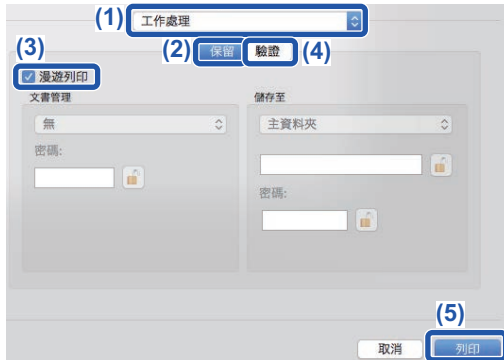 (1) 工作處理
(2) 保留 驗證 (4)
(3)
漫遊列印
文書管理 儲存至
無 主資料夾
密碼:
密碼:
(5)
取消 列印